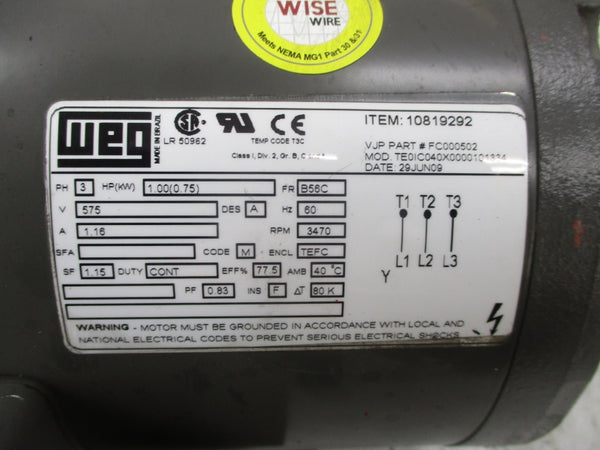 WISE
WIRE
Meets NEMA MG1 Part 30 & 31
WEG
MADE IN BRAZIL
LR 50962
TEMP CODE T3C
Class I, Div. 2, Gr. B, C
ITEM: 10819292
VJP PART # FC000502
MOD. TE0IC040X0000101
DATE: 29JUN09
PH 3 HP(KW) 1.00(0.75) FR B56C
V 575 DES A Hz 60
A 1.16 RPM 3470
SFA CODE M ENCL TEFC
SF 1.15 DUTY CONT EFF% 77.5 AMB 40 °C
PF 0.83 INS F ΔT 80 K
T1 T2 T3
L1 L2 L3
Y
WARNING - MOTOR MUST BE GROUNDED IN ACCORDANCE WITH LOCAL AND
NATIONAL ELECTRICAL CODES TO PREVENT SERIOUS ELECTRICAL SHOCKS